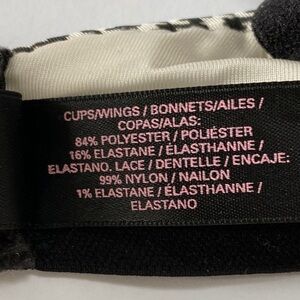 CUPS/WINGS / BONNETS/AILES /
COPAS/ALAS:
84% POLYESTER / POLIÉSTER
16% ELASTANE / ÉLASTHANNE /
ELASTANO. LACE / DENTELLE / ENCAJE:
99% NYLON / NAILON
1% ELASTANE / ÉLASTHANNE /
ELASTANO